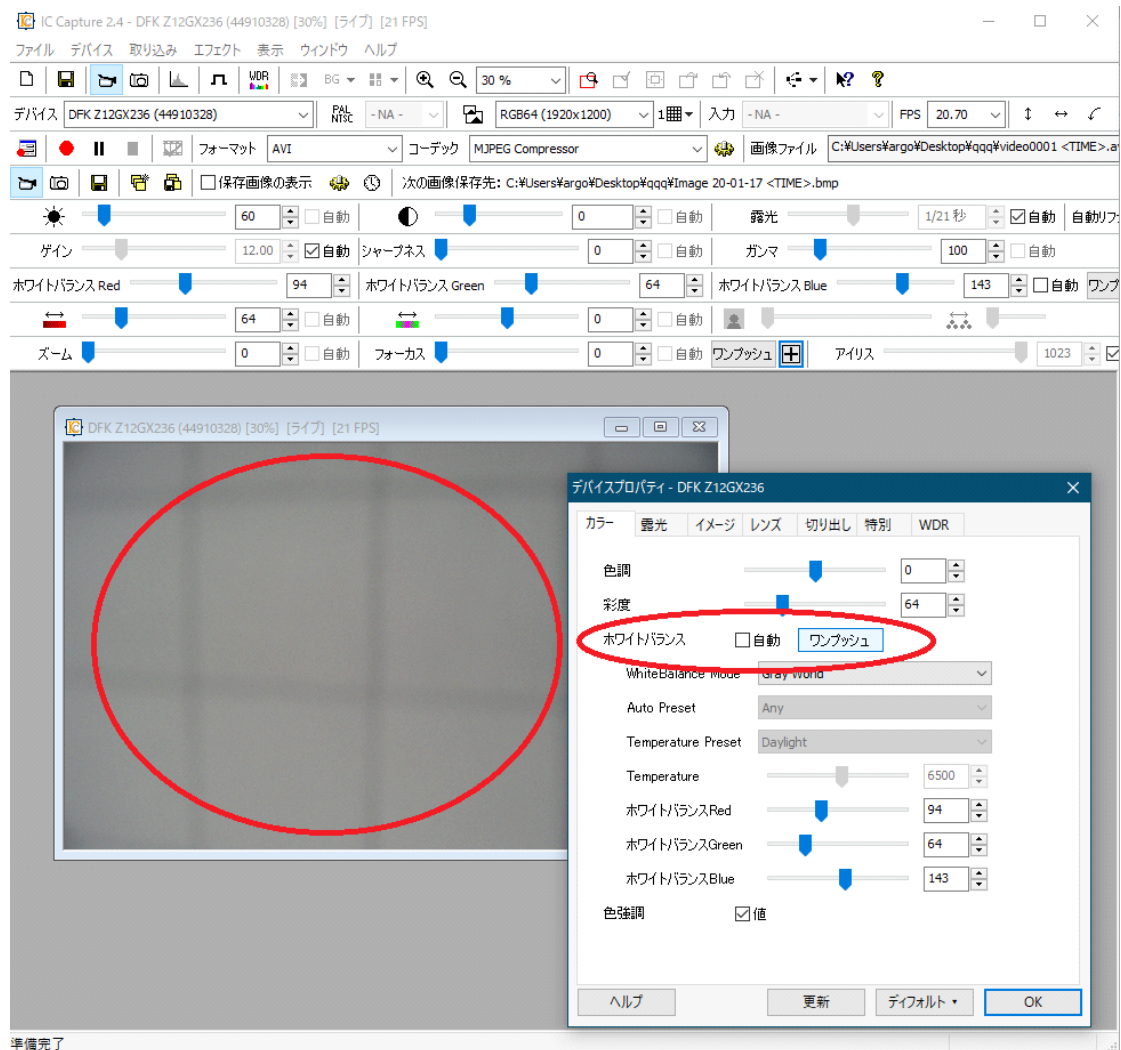 IC Capture 2.4 - DFK Z12GX236 (44910328) [30%] [ライブ] [21 FPS]
ファイル デバイス 取り込み エフェクト 表示 ウィンドウ ヘルプ
WDR BG 30 %
デバイス DFK Z12GX236 (44910328) PAL NTSC - NA - RGB64 (1920x1200) 1 入力 - NA - FPS 20.70
フォーマット AVI コーデック MJPEG Compressor 画像ファイル C:¥Users¥argo¥Desktop¥qqq¥video0001 <TIME>.a
保存画像の表示 次の画像保存先: C:¥Users¥argo¥Desktop¥qqq¥Image 20-01-17 <TIME>.bmp
60 自動 0 自動 露光 1/21 秒 自動 自動リフ
ゲイン 12.00 自動 シャープネス 0 自動 ガンマ 100 自動
ホワイトバランス Red 94 ホワイトバランス Green 64 ホワイトバランス Blue 143 自動 ワンプ
64 自動 0 自動
ズーム 0 自動 フォーカス 0 自動 ワンプッシュ アイリス 1023
IC DFK Z12GX236 (44910328) [30%] [ライブ] [21 FPS]
デバイスプロパティ - DFK Z12GX236
カラー 露光 イメージ レンズ 切り出し 特別 WDR
色調 0
彩度 64
ホワイトバランス 自動 ワンプッシュ
WhiteBalance Mode Gray World
Auto Preset Any
Temperature Preset Daylight
Temperature 6500
ホワイトバランスRed 94
ホワイトバランスGreen 64
ホワイトバランスBlue 143
色強調 値
ヘルプ 更新 ディフォルト OK
準備完了